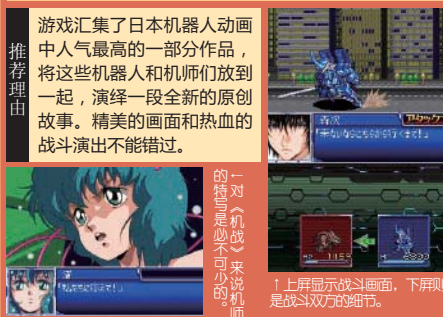 推荐理由
游戏汇集了日本机器人动画
中人气最高的一部分作品，
将这些机器人和机师们放到
一起，演绎一段全新的原创
故事。精美的画面和热血的
战斗演出不能错过。
←对《机战》来说机师
的特写是必不可少的。
アタック
↑上屏显示战斗画面，下屏则
是战斗双方的细节。